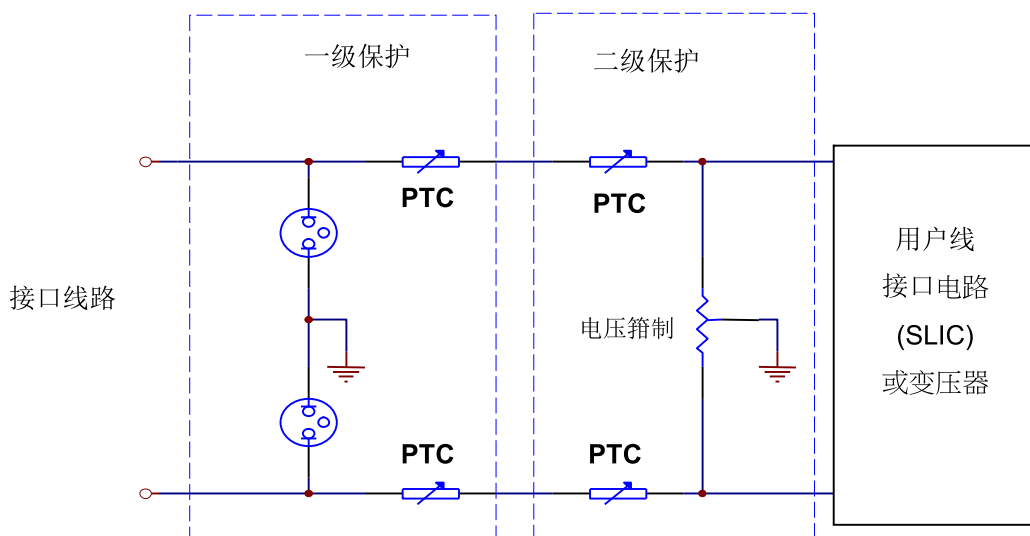 一级保护
二级保护
PTC
PTC
接口线路
电压箝制
用户线
接口电路
(SLIC)
或变压器
PTC
PTC